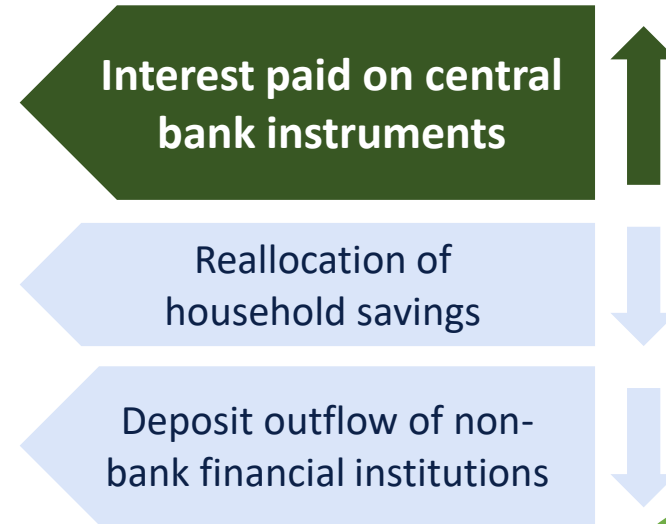 Interest paid on central
bank instruments
Reallocation of
household savings
Deposit outflow of non-
bank financial institutions